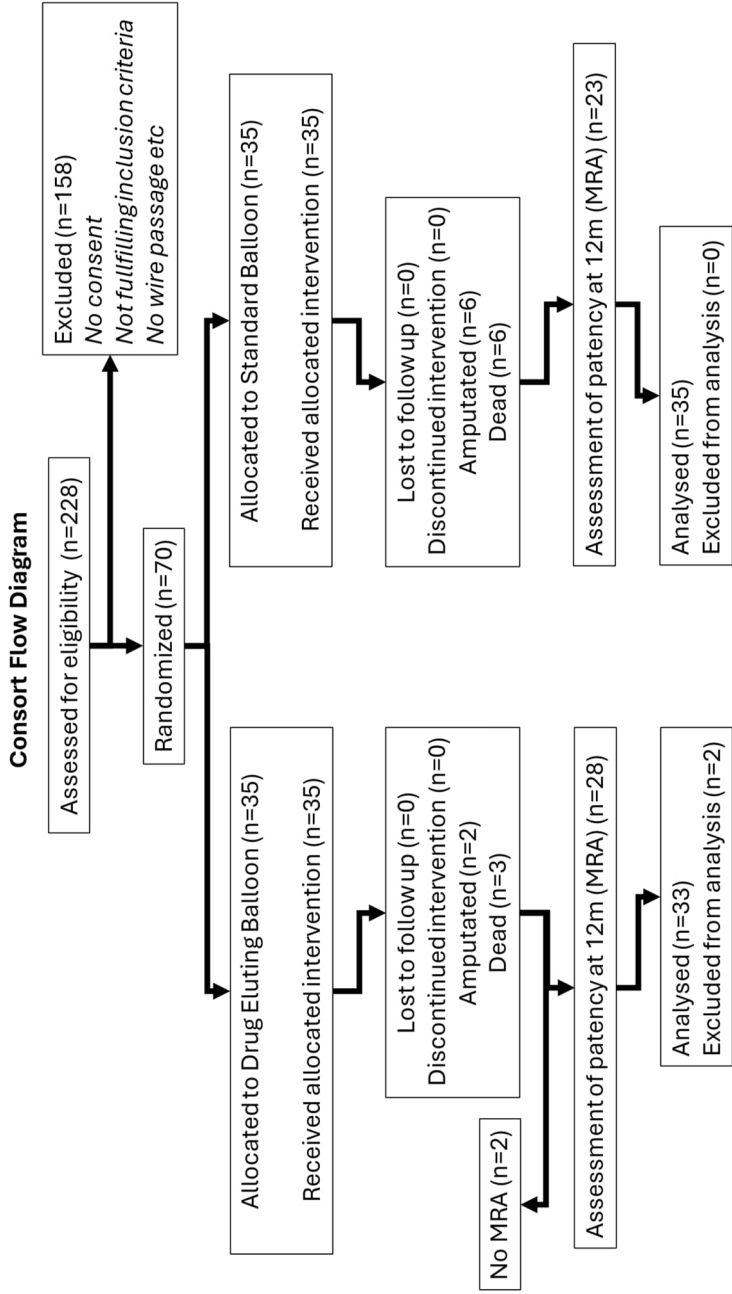 Consort Flow Diagram
Assessed for eligibility (n=228)
Excluded (n=158)
No consent
Not fullfilling inclusion criteria
No wire passage etc
Randomized (n=70)
Allocated to Drug Eluting Balloon (n=35)
Received allocated intervention (n=35)
Allocated to Standard Balloon (n=35)
Received allocated intervention (n=35)
Lost to follow up (n=0)
Discontinued intervention (n=0)
Amputated (n=2)
Dead (n=3)
Lost to follow up (n=0)
Discontinued intervention (n=0)
Amputated (n=6)
Dead (n=6)
No MRA (n=2)
Assessment of patency at 12m (MRA) (n=28)
Assessment of patency at 12m (MRA) (n=23)
Analysed (n=33)
Excluded from analysis (n=2)
Analysed (n=35)
Excluded from analysis (n=0)